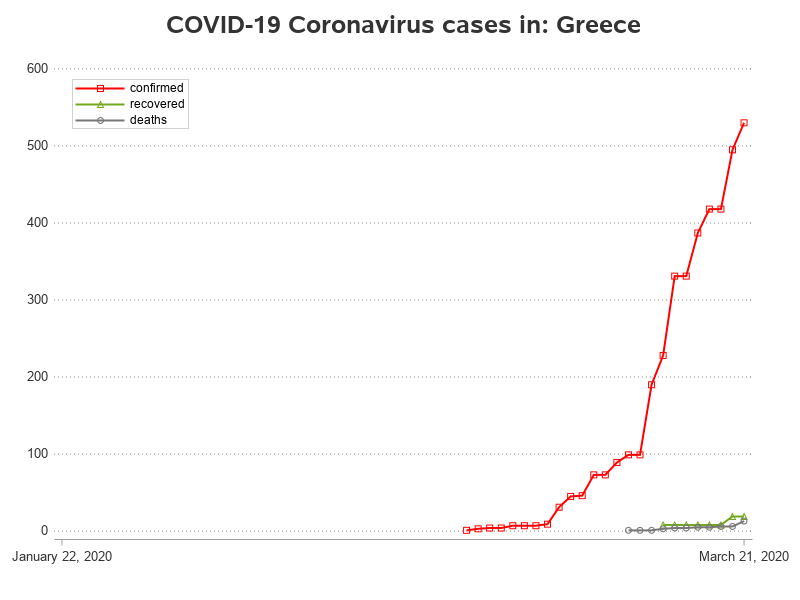 COVID-19 Coronavirus cases in: Greece
600
confirmed
recovered
deaths
500
400
300
200
100
0
January 22, 2020
March 21, 2020